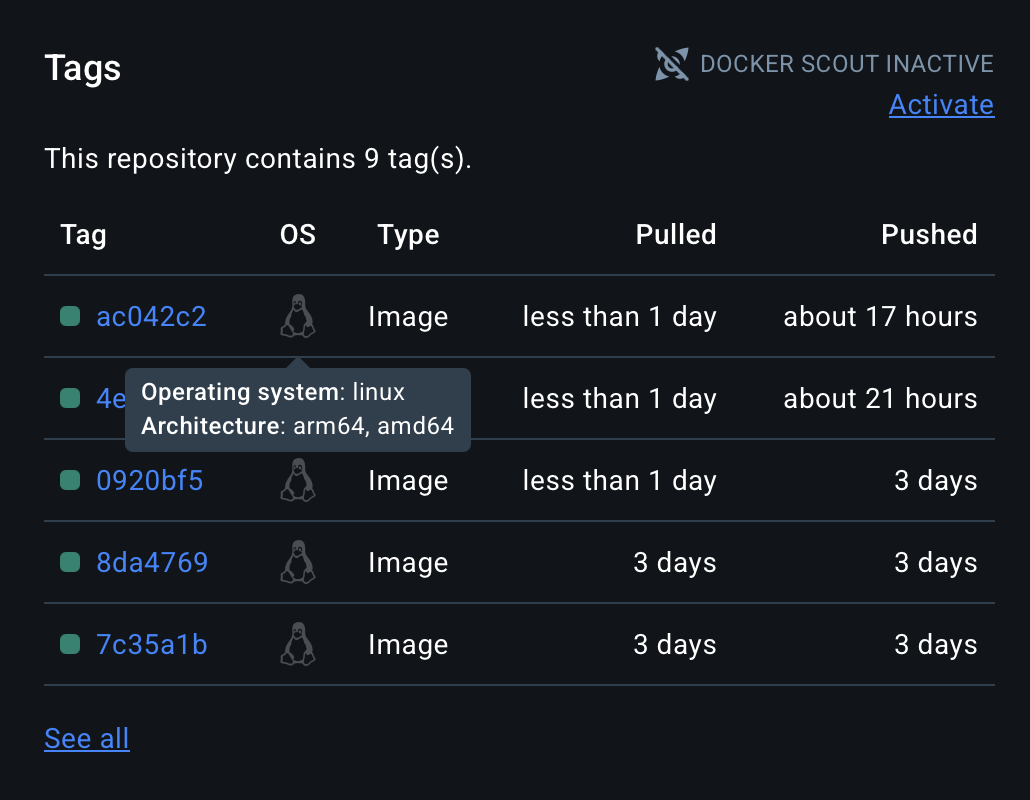 Tags
DOCKER SCOUT INACTIVE
Activate
This repository contains 9 tag(s).
Tag OS Type Pulled Pushed
ac042c2 Image less than 1 day about 17 hours
Operating system: linux
Architecture: arm64, amd64
4e less than 1 day about 21 hours
0920bf5 Image less than 1 day 3 days
8da4769 Image 3 days 3 days
7c35a1b Image 3 days 3 days
See all